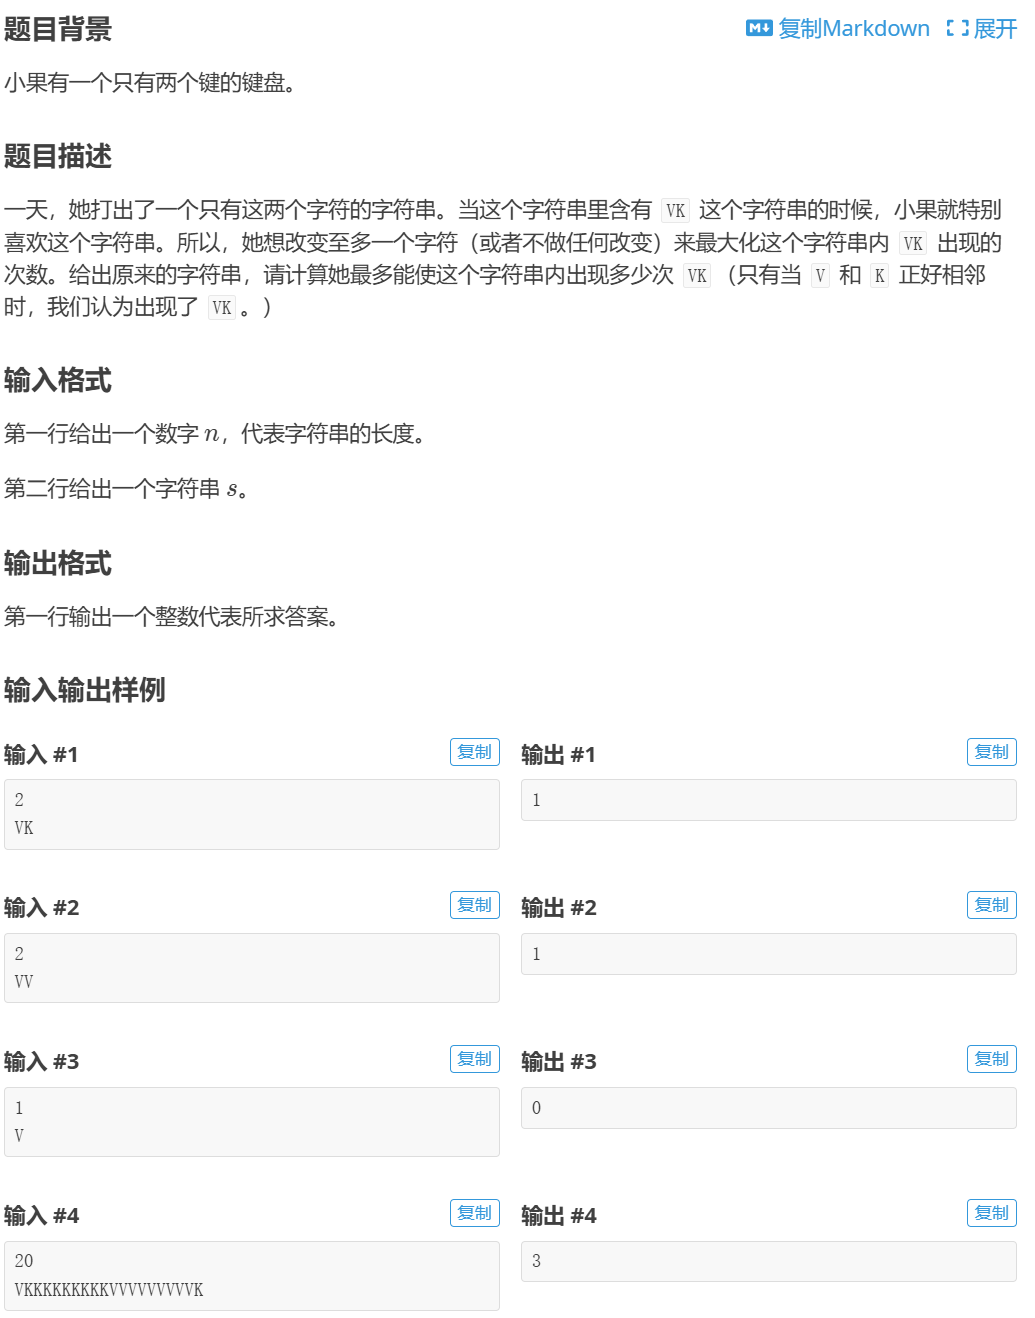 题目背景
复制Markdown 展开
小果有一个只有两个键的键盘。
题目描述
一天，她打出了一个只有这两个字符的字符串。当这个字符串里含有 VK 这个字符串的时候，小果就特别
喜欢这个字符串。所以，她想改变至多一个字符（或者不做任何改变）来最大化这个字符串内 VK 出现的
次数。给出原来的字符串，请计算她最多能使这个字符串内出现多少次 VK （只有当 V 和 K 正好相邻
时，我们认为出现了 VK 。）
输入格式
第一行给出一个数字 n，代表字符串的长度。
第二行给出一个字符串 s。
输出格式
第一行输出一个整数代表所求答案。
输入输出样例
输入 #1 复制
2
VK
输出 #1 复制
1
输入 #2 复制
2
VV
输出 #2 复制
1
输入 #3 复制
1
V
输出 #3 复制
0
输入 #4 复制
20
VKKKKKKKKKVVVVVVVVVK
输出 #4 复制
3